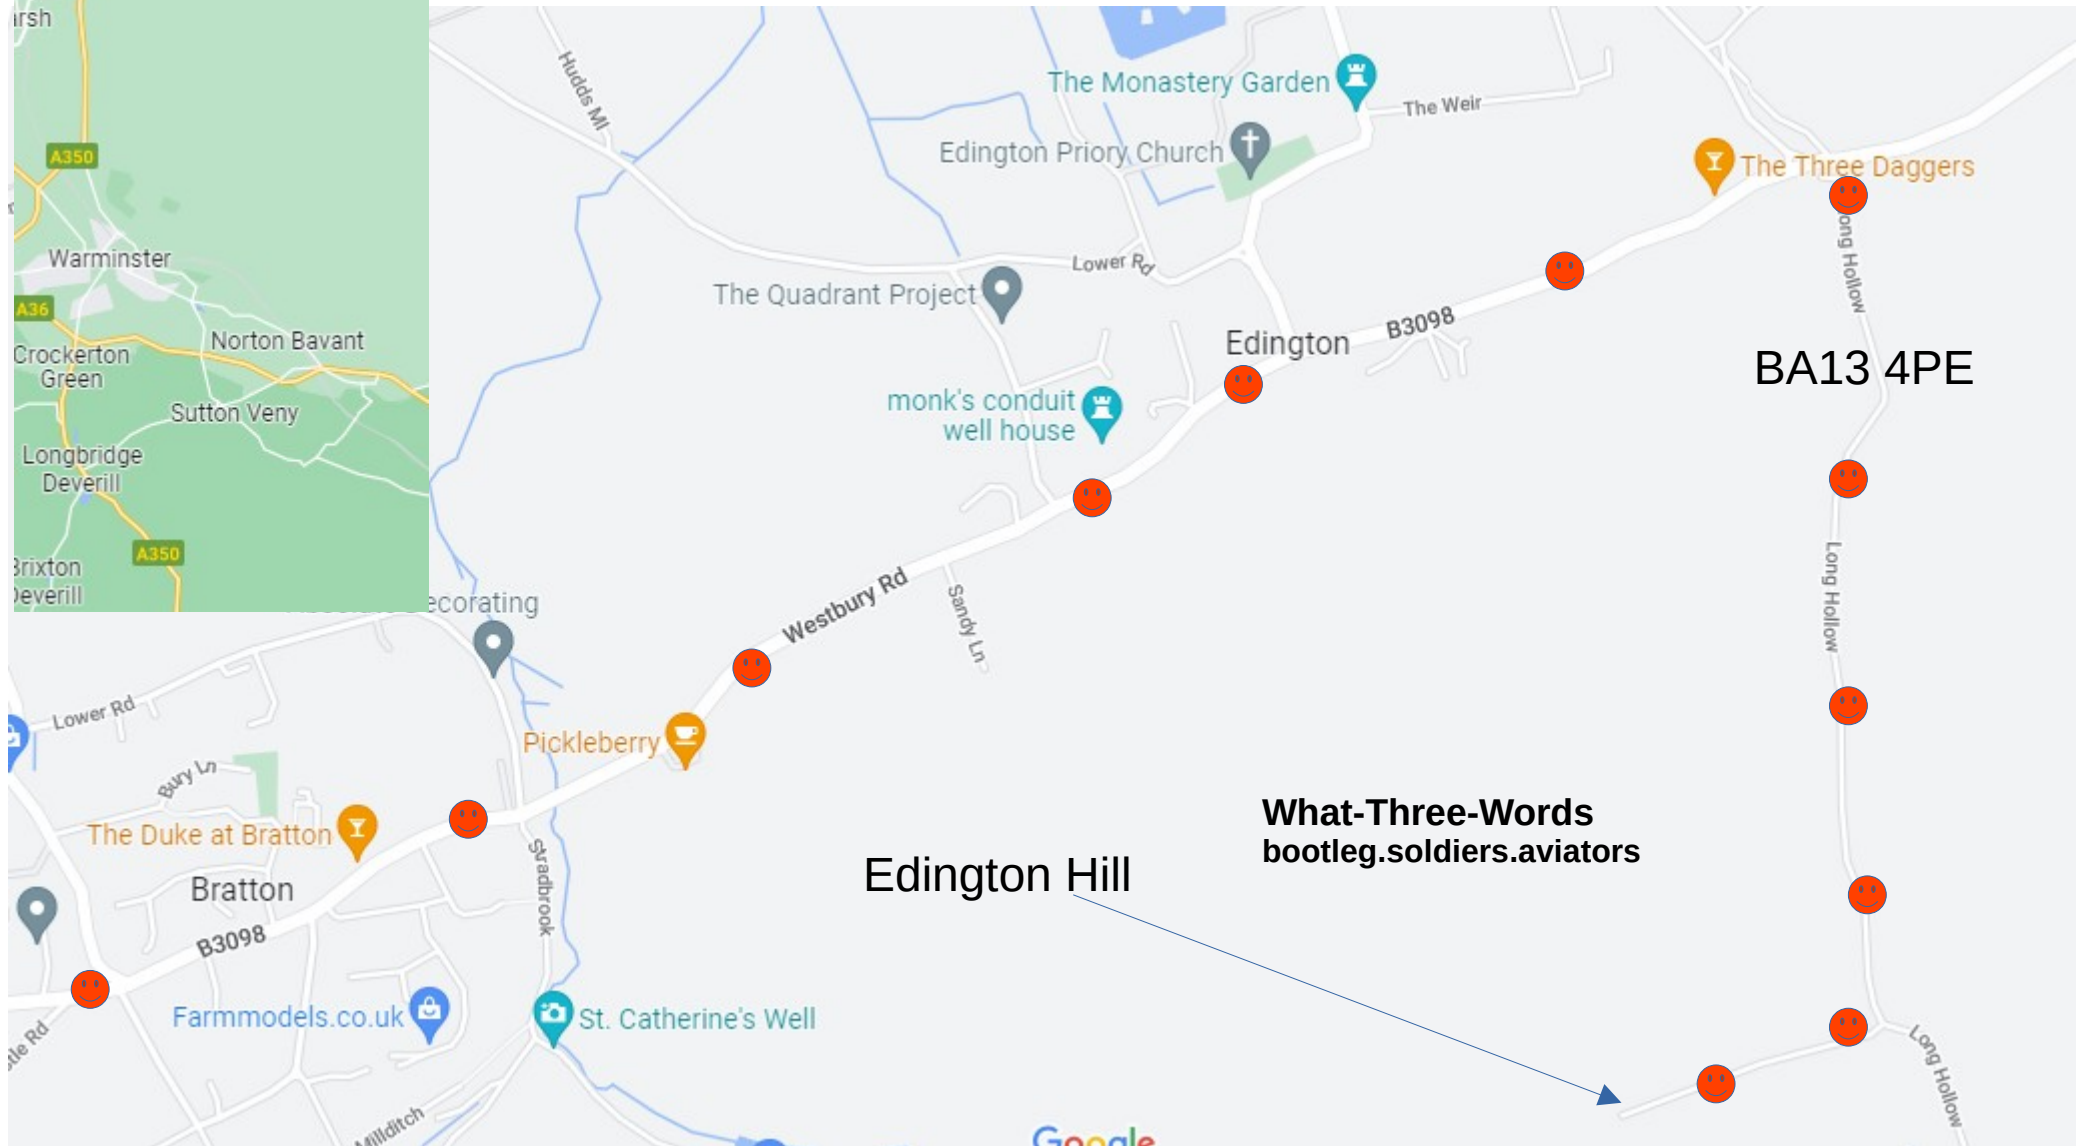 A350
Warminster
A36
Norton Bavant
Crockerton
Green
Sutton Veny
Longbridge
Deverill
A350
Hudds Ml
The Monastery Garden
The Weir
Edington Priory Church
The Three Daggers
Long Hollow
Lower Rd
The Quadrant Project
Edington
B3098
BA13 4PE
monk's conduit
well house
Long Hollow
Westbury Rd
Sandy Ln
Lower Rd
Pickleberry
Bury Ln
The Duke at Bratton
Stradbrook
What-Three-Words
bootleg.soldiers.aviators
Edington Hill
Bratton
B3098
Farmmodels.co.uk
St. Catherine's Well
Long Hollow
Millditch
Google